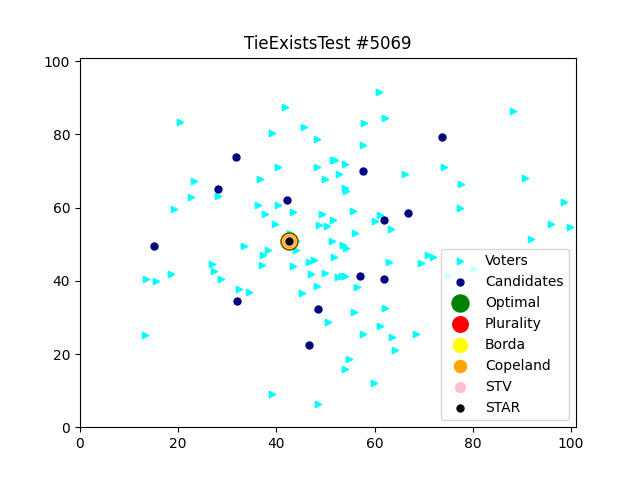 TieExistsTest #5069
100
80
60
40
20
0
0 20 40 60 80 100
Voters
Candidates
Optimal
Plurality
Borda
Copeland
STV
STAR